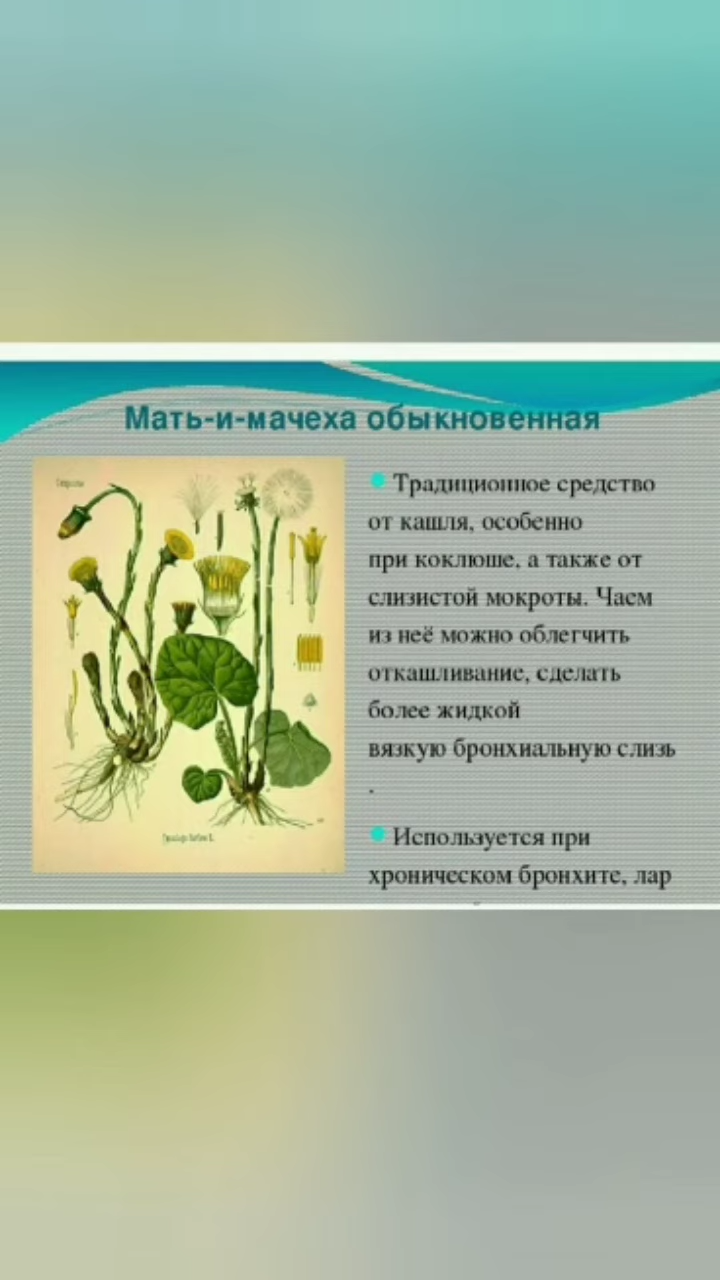 Мать-и-мачеха обыкновенная
Традиционное средство
от кашля, особенно
при коклюше, а также от
слизистой мокроты. Чаем
из неё можно облегчить
откашливание, сделать
более жидкой
вязкую бронхиальную слизь
.
Используется при
хроническом бронхите, лар